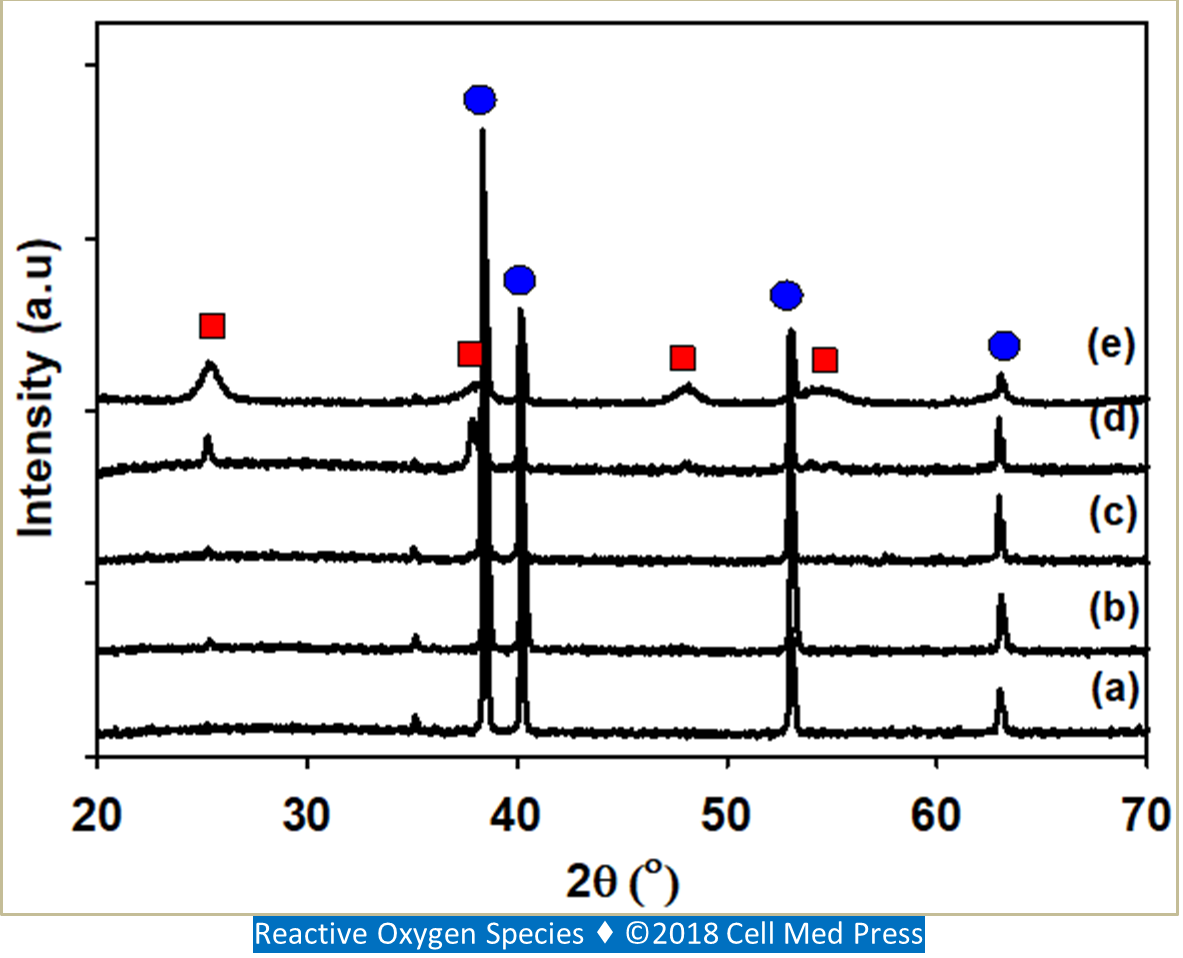 Intensity (a.u)
(e)
(d)
(c)
(b)
(a)
20 30 40 50 60 70
2θ (°)
Reactive Oxygen Species ♦ ©2018 Cell Med Press